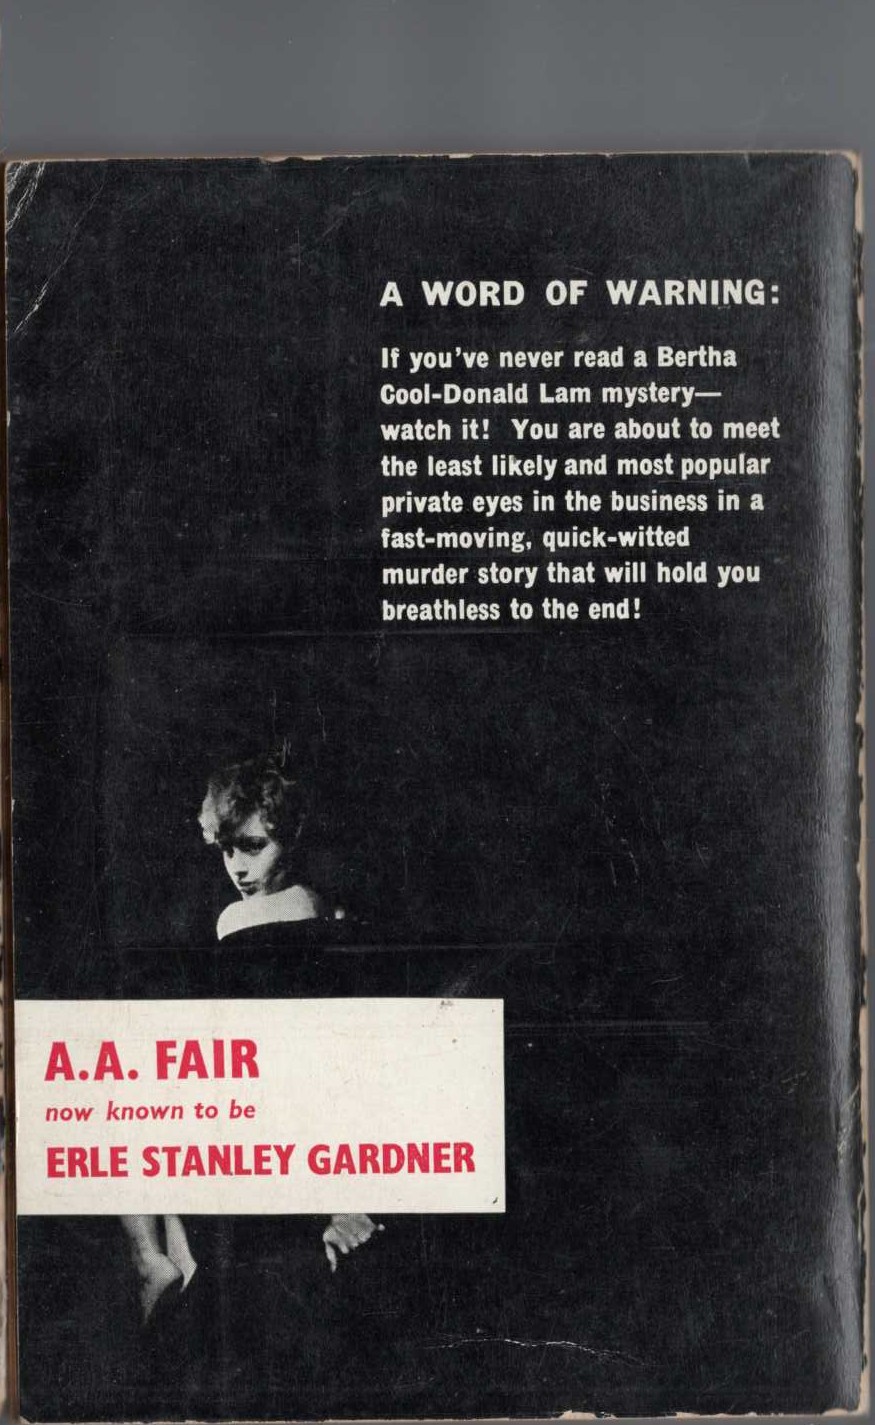 A WORD OF WARNING:
If you've never read a Bertha
Cool-Donald Lam mystery—
watch it! You are about to meet
the least likely and most popular
private eyes in the business in a
fast-moving, quick-witted
murder story that will hold you
breathless to the end!
A.A. FAIR
now known to be
ERLE STANLEY GARDNER